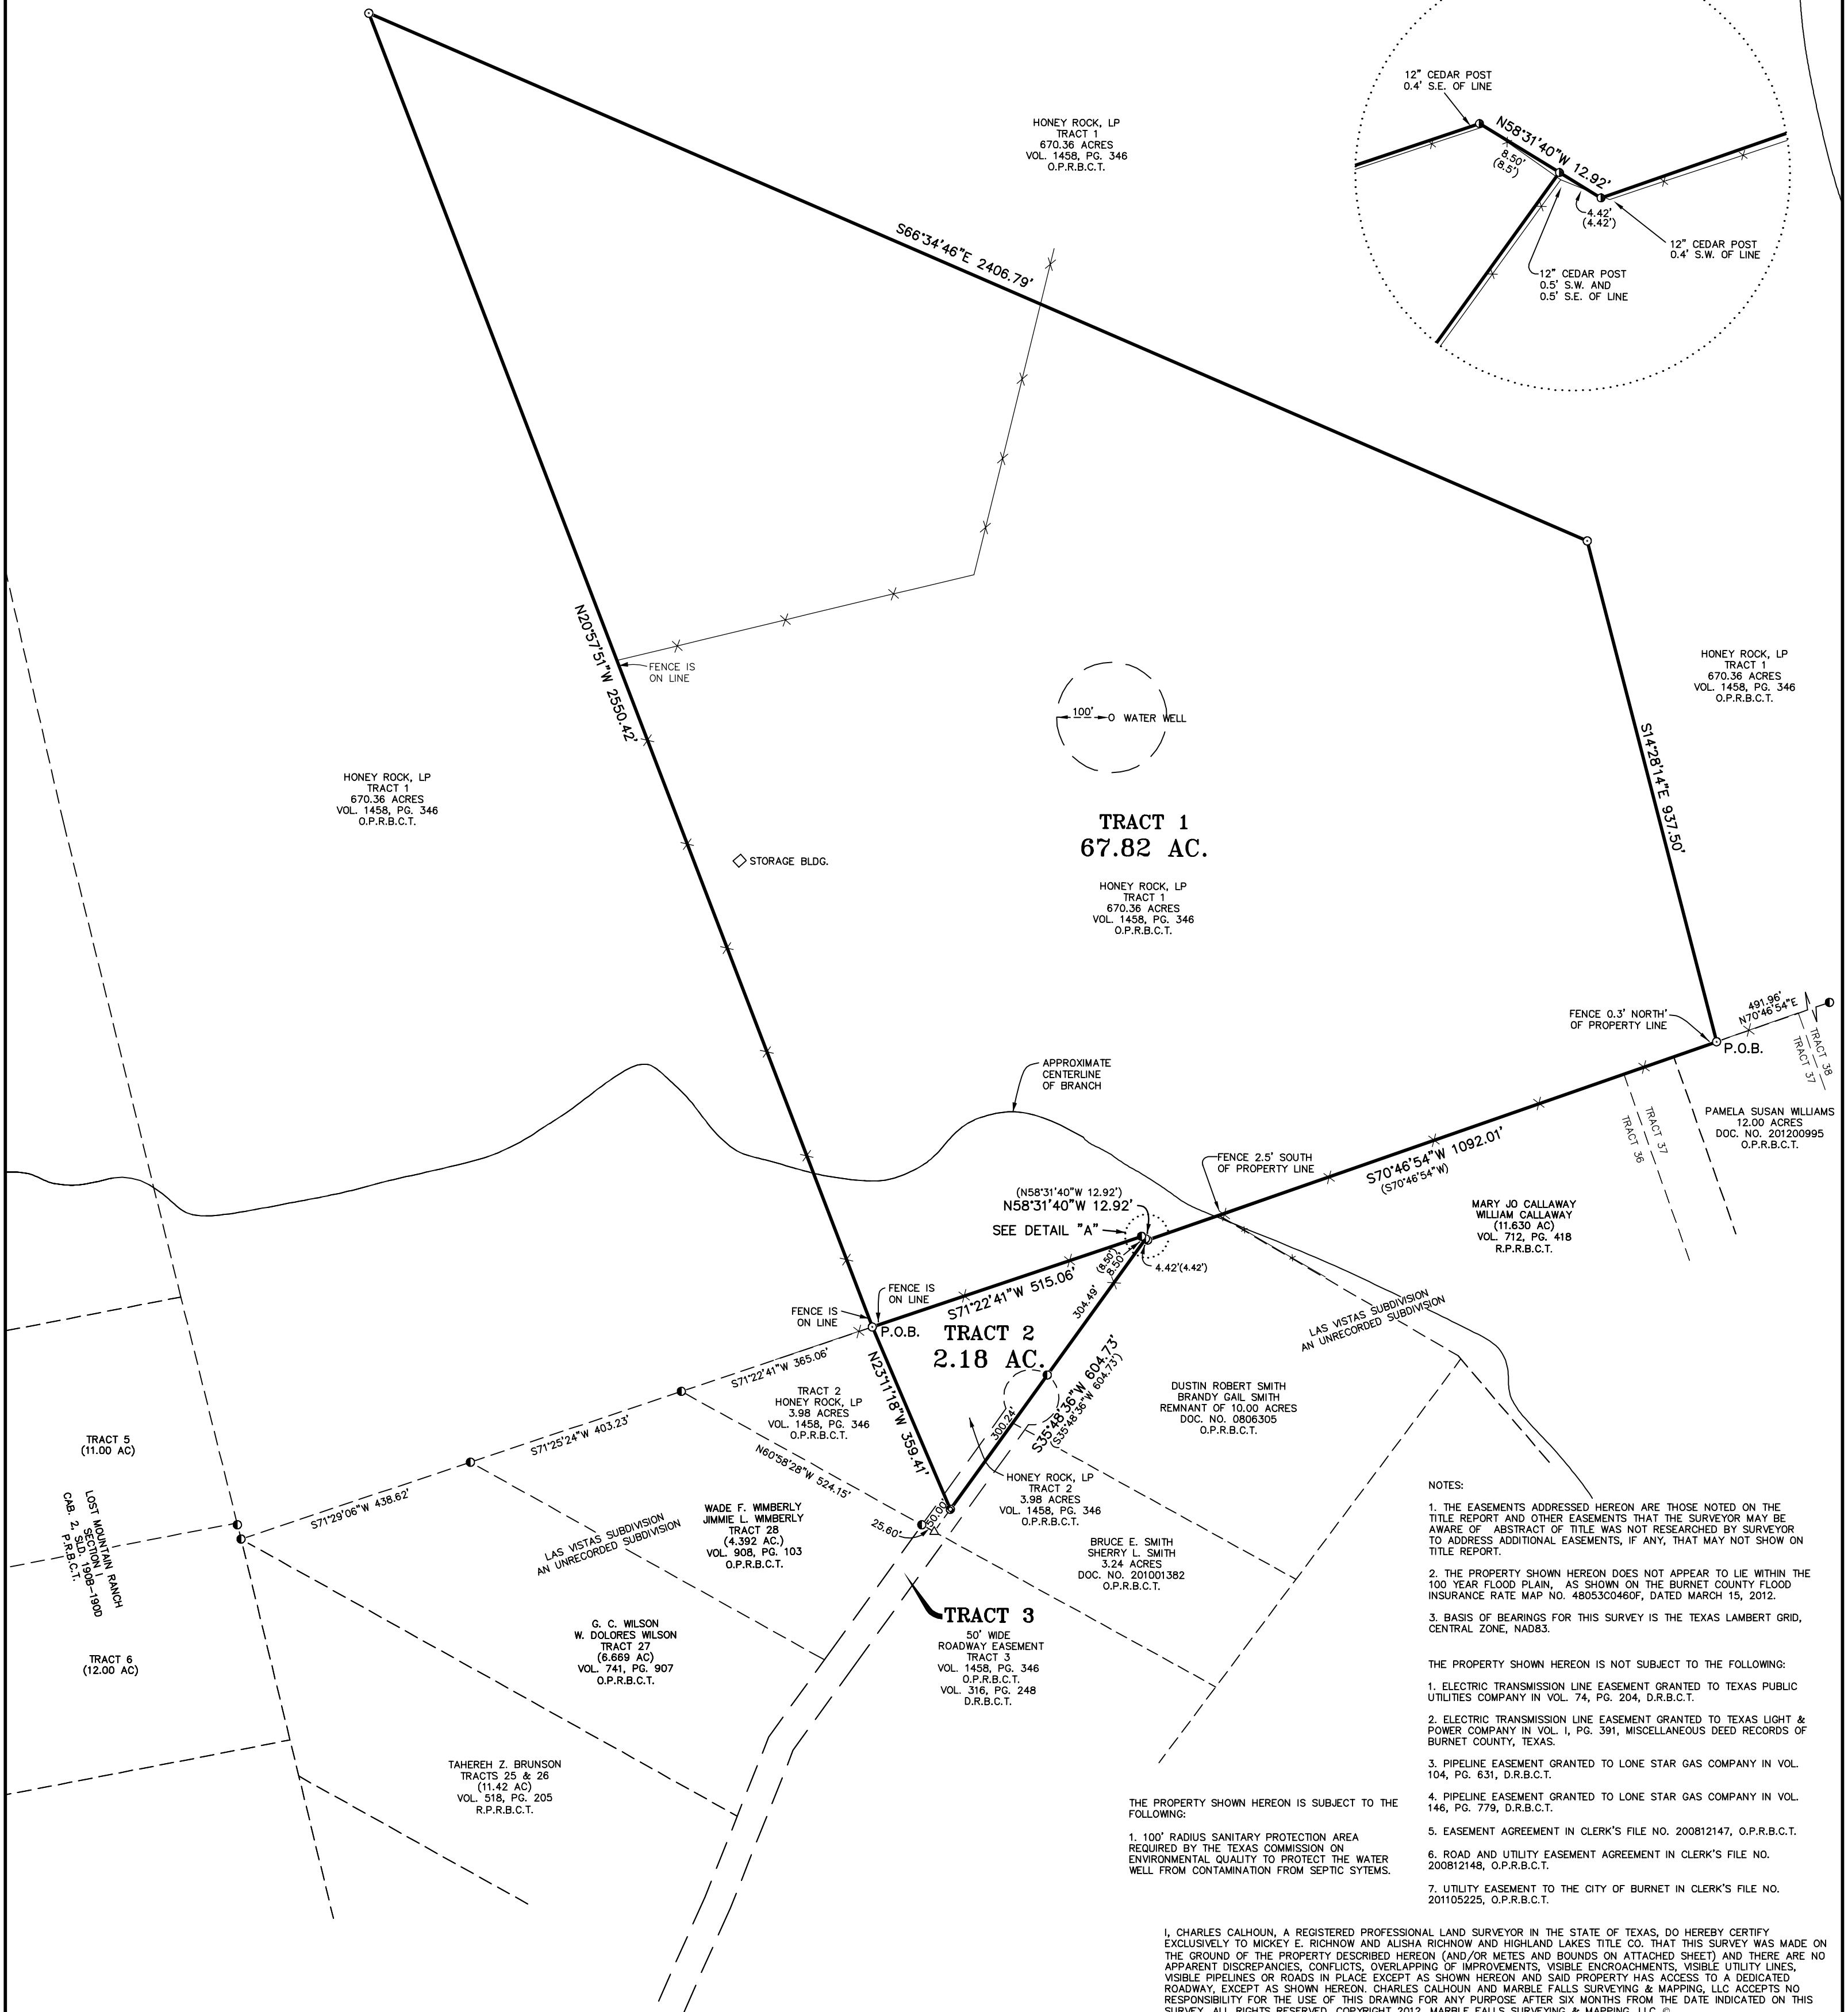 12" CEDAR POST
0.4' S.E. OF LINE
N58°31'40"W 12.92'
8.50'
(8.5')
4.42'
(4.42')
12" CEDAR POST
0.4' S.W. OF LINE
12" CEDAR POST
0.5' S.W. AND
0.5' S.E. OF LINE
HONEY ROCK, LP
TRACT 1
670.36 ACRES
VOL. 1458, PG. 346
O.P.R.B.C.T.
S66°34'46"E 2406.79'
N20°57'51"W 2550.42'
FENCE IS
ON LINE
100'
WATER WELL
HONEY ROCK, LP
TRACT 1
670.36 ACRES
VOL. 1458, PG. 346
O.P.R.B.C.T.
S14°28'14"E 937.50'
HONEY ROCK, LP
TRACT 1
670.36 ACRES
VOL. 1458, PG. 346
O.P.R.B.C.T.
STORAGE BLDG.
TRACT 1
67.82 AC.
HONEY ROCK, LP
TRACT 1
670.36 ACRES
VOL. 1458, PG. 346
O.P.R.B.C.T.
FENCE 0.3' NORTH'
OF PROPERTY LINE
491.96'
N70°46'54"E
P.O.B.
TRACT 38
TRACT 37
APPROXIMATE
CENTERLINE
OF BRANCH
PAMELA SUSAN WILLIAMS
12.00 ACRES
DOC. NO. 201200995
O.P.R.B.C.T.
TRACT 37
TRACT 36
S70°46'54"W 1092.01'
(S70°46'54"W)
FENCE 2.5' SOUTH
OF PROPERTY LINE
(N58°31'40"W 12.92')
N58°31'40"W 12.92'
SEE DETAIL "A"
MARY JO CALLAWAY
WILLIAM CALLAWAY
(11.630 AC)
VOL. 712, PG. 418
R.P.R.B.C.T.
(8.50')
8.50'
4.42'(4.42')
S71°22'41"W 515.06'
304.49'
FENCE IS
ON LINE
FENCE IS
ON LINE
P.O.B.
TRACT 2
2.18 AC.
LAS VISTAS SUBDIVISION
AN UNRECORDED SUBDIVISION
S71°22'41"W 365.06'
N23°11'18"W 359.41'
S35°48'36"W 604.73'
(S35°48'36"W 604.73')
300.24'
TRACT 2
HONEY ROCK, LP
3.98 ACRES
VOL. 1458, PG. 346
O.P.R.B.C.T.
DUSTIN ROBERT SMITH
BRANDY GAIL SMITH
REMNANT OF 10.00 ACRES
DOC. NO. 0806305
O.P.R.B.C.T.
TRACT 5
(11.00 AC)
S71°25'24"W 403.23'
N60°58'28"W 524.15'
HONEY ROCK, LP
TRACT 2
3.98 ACRES
VOL. 1458, PG. 346
O.P.R.B.C.T.
S71°29'06"W 438.62'
LOST MOUNTAIN RANCH
SECTION I
CAB. 2, SLD. 190B-190D
P.R.B.C.T.
WADE F. WIMBERLY
JIMMIE L. WIMBERLY
TRACT 28
(4.392 AC.)
VOL. 908, PG. 103
O.P.R.B.C.T.
25.60'
50.00'
LAS VISTAS SUBDIVISION
AN UNRECORDED SUBDIVISION
BRUCE E. SMITH
SHERRY L. SMITH
3.24 ACRES
DOC. NO. 201001382
O.P.R.B.C.T.
G. C. WILSON
W. DOLORES WILSON
TRACT 27
(6.669 AC)
VOL. 741, PG. 907
O.P.R.B.C.T.
TRACT 3
50' WIDE
ROADWAY EASEMENT
TRACT 3
VOL. 1458, PG. 346
O.P.R.B.C.T.
VOL. 316, PG. 248
D.R.B.C.T.
TRACT 6
(12.00 AC)
TAHEREH Z. BRUNSON
TRACTS 25 & 26
(11.42 AC)
VOL. 518, PG. 205
R.P.R.B.C.T.
NOTES:
1. THE EASEMENTS ADDRESSED HEREON ARE THOSE NOTED ON THE
TITLE REPORT AND OTHER EASEMENTS THAT THE SURVEYOR MAY BE
AWARE OF ABSTRACT OF TITLE WAS NOT RESEARCHED BY SURVEYOR
TO ADDRESS ADDITIONAL EASEMENTS, IF ANY, THAT MAY NOT SHOW ON
TITLE REPORT.
2. THE PROPERTY SHOWN HEREON DOES NOT APPEAR TO LIE WITHIN THE
100 YEAR FLOOD PLAIN, AS SHOWN ON THE BURNET COUNTY FLOOD
INSURANCE RATE MAP NO. 48053C0460F, DATED MARCH 15, 2012.
3. BASIS OF BEARINGS FOR THIS SURVEY IS THE TEXAS LAMBERT GRID,
CENTRAL ZONE, NAD83.
THE PROPERTY SHOWN HEREON IS NOT SUBJECT TO THE FOLLOWING:
1. ELECTRIC TRANSMISSION LINE EASEMENT GRANTED TO TEXAS PUBLIC
UTILITIES COMPANY IN VOL. 74, PG. 204, D.R.B.C.T.
2. ELECTRIC TRANSMISSION LINE EASEMENT GRANTED TO TEXAS LIGHT &
POWER COMPANY IN VOL. I, PG. 391, MISCELLANEOUS DEED RECORDS OF
BURNET COUNTY, TEXAS.
3. PIPELINE EASEMENT GRANTED TO LONE STAR GAS COMPANY IN VOL.
104, PG. 631, D.R.B.C.T.
4. PIPELINE EASEMENT GRANTED TO LONE STAR GAS COMPANY IN VOL.
146, PG. 779, D.R.B.C.T.
5. EASEMENT AGREEMENT IN CLERK'S FILE NO. 200812147, O.P.R.B.C.T.
6. ROAD AND UTILITY EASEMENT AGREEMENT IN CLERK'S FILE NO.
200812148, O.P.R.B.C.T.
7. UTILITY EASEMENT TO THE CITY OF BURNET IN CLERK'S FILE NO.
201105225, O.P.R.B.C.T.
THE PROPERTY SHOWN HEREON IS SUBJECT TO THE
FOLLOWING:
1. 100' RADIUS SANITARY PROTECTION AREA
REQUIRED BY THE TEXAS COMMISSION ON
ENVIRONMENTAL QUALITY TO PROTECT THE WATER
WELL FROM CONTAMINATION FROM SEPTIC SYTEMS.
I, CHARLES CALHOUN, A REGISTERED PROFESSIONAL LAND SURVEYOR IN THE STATE OF TEXAS, DO HEREBY CERTIFY
EXCLUSIVELY TO MICKEY E. RICHNOW AND ALISHA RICHNOW AND HIGHLAND LAKES TITLE CO. THAT THIS SURVEY WAS MADE ON
THE GROUND OF THE PROPERTY DESCRIBED HEREON (AND/OR METES AND BOUNDS ON ATTACHED SHEET) AND THERE ARE NO
APPARENT DISCREPANCIES, CONFLICTS, OVERLAPPING OF IMPROVEMENTS, VISIBLE ENCROACHMENTS, VISIBLE UTILITY LINES,
VISIBLE PIPELINES OR ROADS IN PLACE EXCEPT AS SHOWN HEREON AND SAID PROPERTY HAS ACCESS TO A DEDICATED
ROADWAY, EXCEPT AS SHOWN HEREON. CHARLES CALHOUN AND MARBLE FALLS SURVEYING & MAPPING, LLC ACCEPTS NO
RESPONSIBILITY FOR THE USE OF THIS DRAWING FOR ANY PURPOSE AFTER SIX MONTHS FROM THE DATE INDICATED ON THIS
SURVEY. ALL RIGHTS RESERVED. COPYRIGHT 2012, MARBLE FALLS SURVEYING & MAPPING, LLC ©